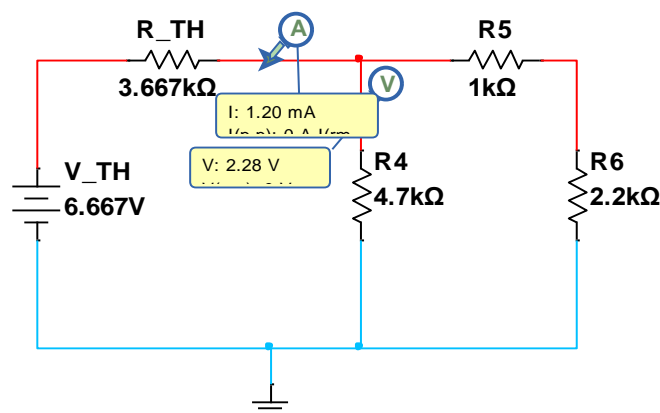 R_TH
3.667kΩ
A
R5
1kΩ
V
I: 1.20 mA
V: 2.28 V
V_TH
6.667V
R4
4.7kΩ
R6
2.2kΩ